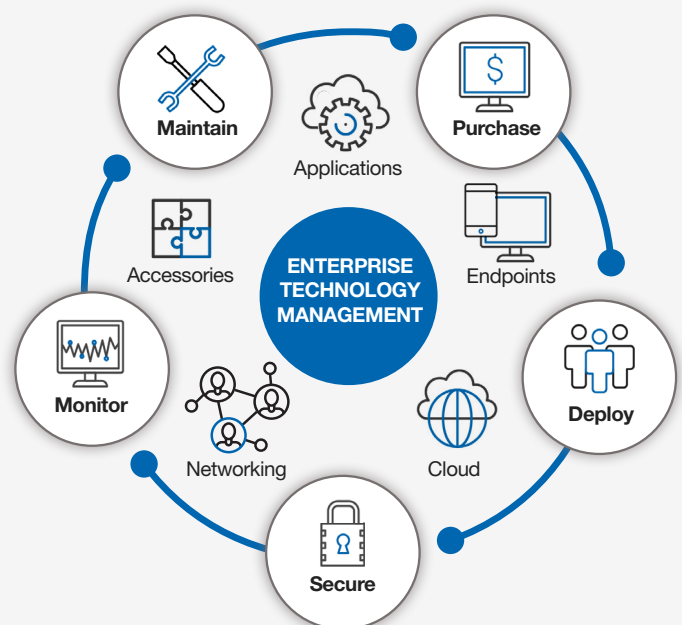 Maintain
$
Purchase
Applications
Accessories
ENTERPRISE
TECHNOLOGY
MANAGEMENT
Endpoints
Monitor
Deploy
Networking
Cloud
Secure